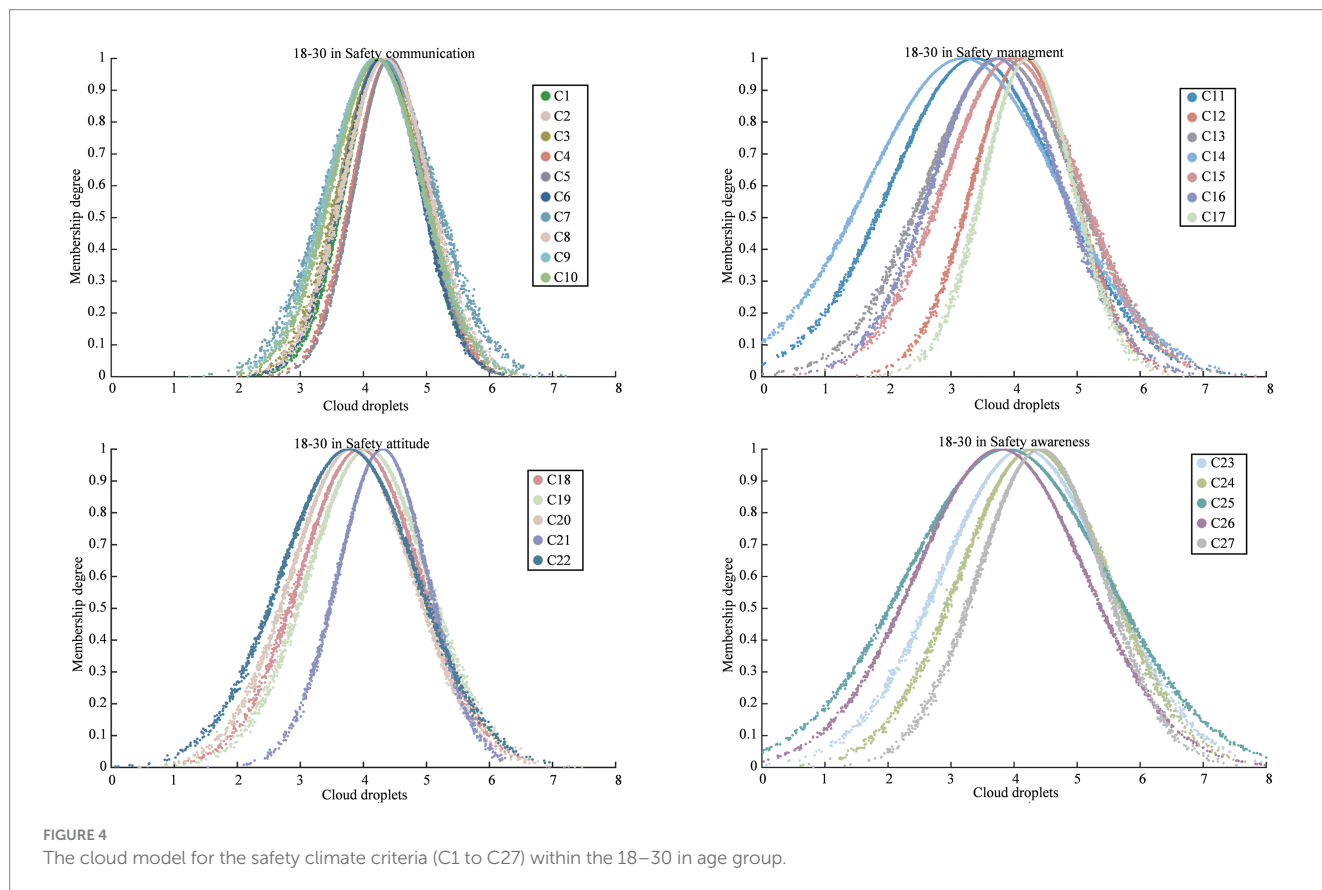 18-30 in Safety communication
Membership degree
1
0.9
0.8
0.7
0.6
0.5
0.4
0.3
0.2
0.1
0
0 1 2 3 4 5 6 7 8
Cloud droplets
C1
C2
C3
C4
C5
C6
C7
C8
C9
C10
18-30 in Safety managment
Membership degree
1
0.9
0.8
0.7
0.6
0.5
0.4
0.3
0.2
0.1
0
0 1 2 3 4 5 6 7 8
Cloud droplets
C11
C12
C13
C14
C15
C16
C17
18-30 in Safety attitude
Membership degree
1
0.9
0.8
0.7
0.6
0.5
0.4
0.3
0.2
0.1
0
0 1 2 3 4 5 6 7 8
Cloud droplets
C18
C19
C20
C21
C22
18-30 in Safety awareness
Membership degree
1
0.9
0.8
0.7
0.6
0.5
0.4
0.3
0.2
0.1
0
0 1 2 3 4 5 6 7 8
Cloud droplets
C23
C24
C25
C26
C27
FIGURE 4
The cloud model for the safety climate criteria (C1 to C27) within the 18–30 in age group.